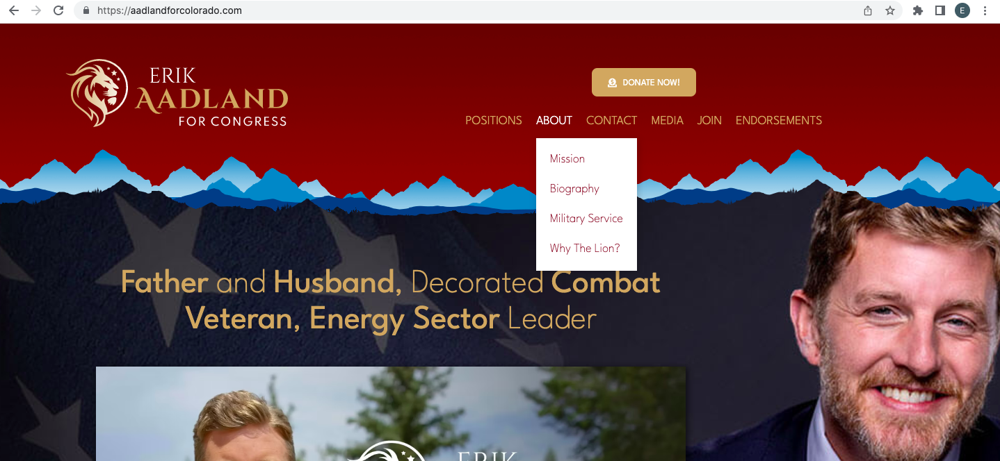 https://aadlandforcolorado.com
E
ERIK
AADLAND
FOR CONGRESS
DONATE NOW!
POSITIONS ABOUT CONTACT MEDIA JOIN ENDORSEMENTS
Mission
Biography
Military Service
Why The Lion?
Father and Husband, Decorated Combat
Veteran, Energy Sector Leader
ERIK